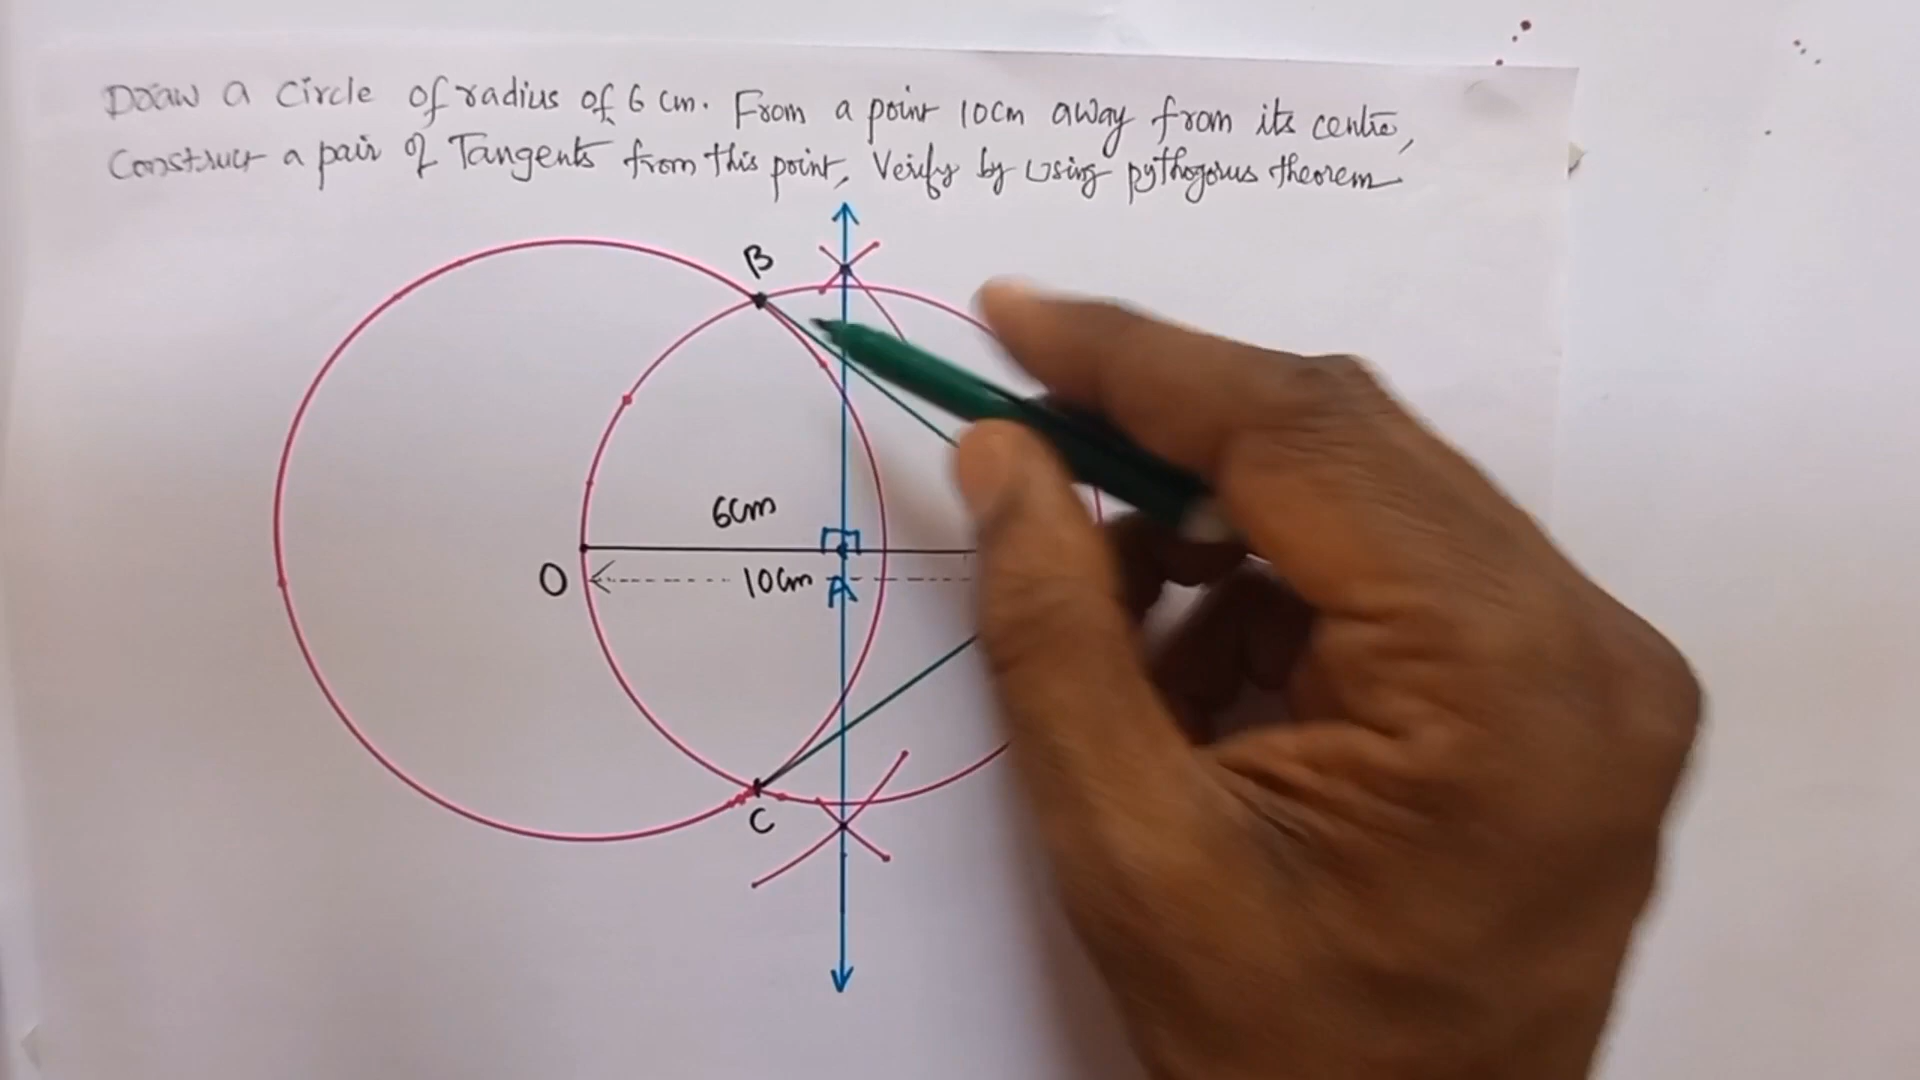 Draw a circle of radius of 6 cm. From a point 10cm away from its centre,
Construct a pair of Tangents from this point, Verify by Using pythogorus theorem
B
6cm
O
10cm
A
C